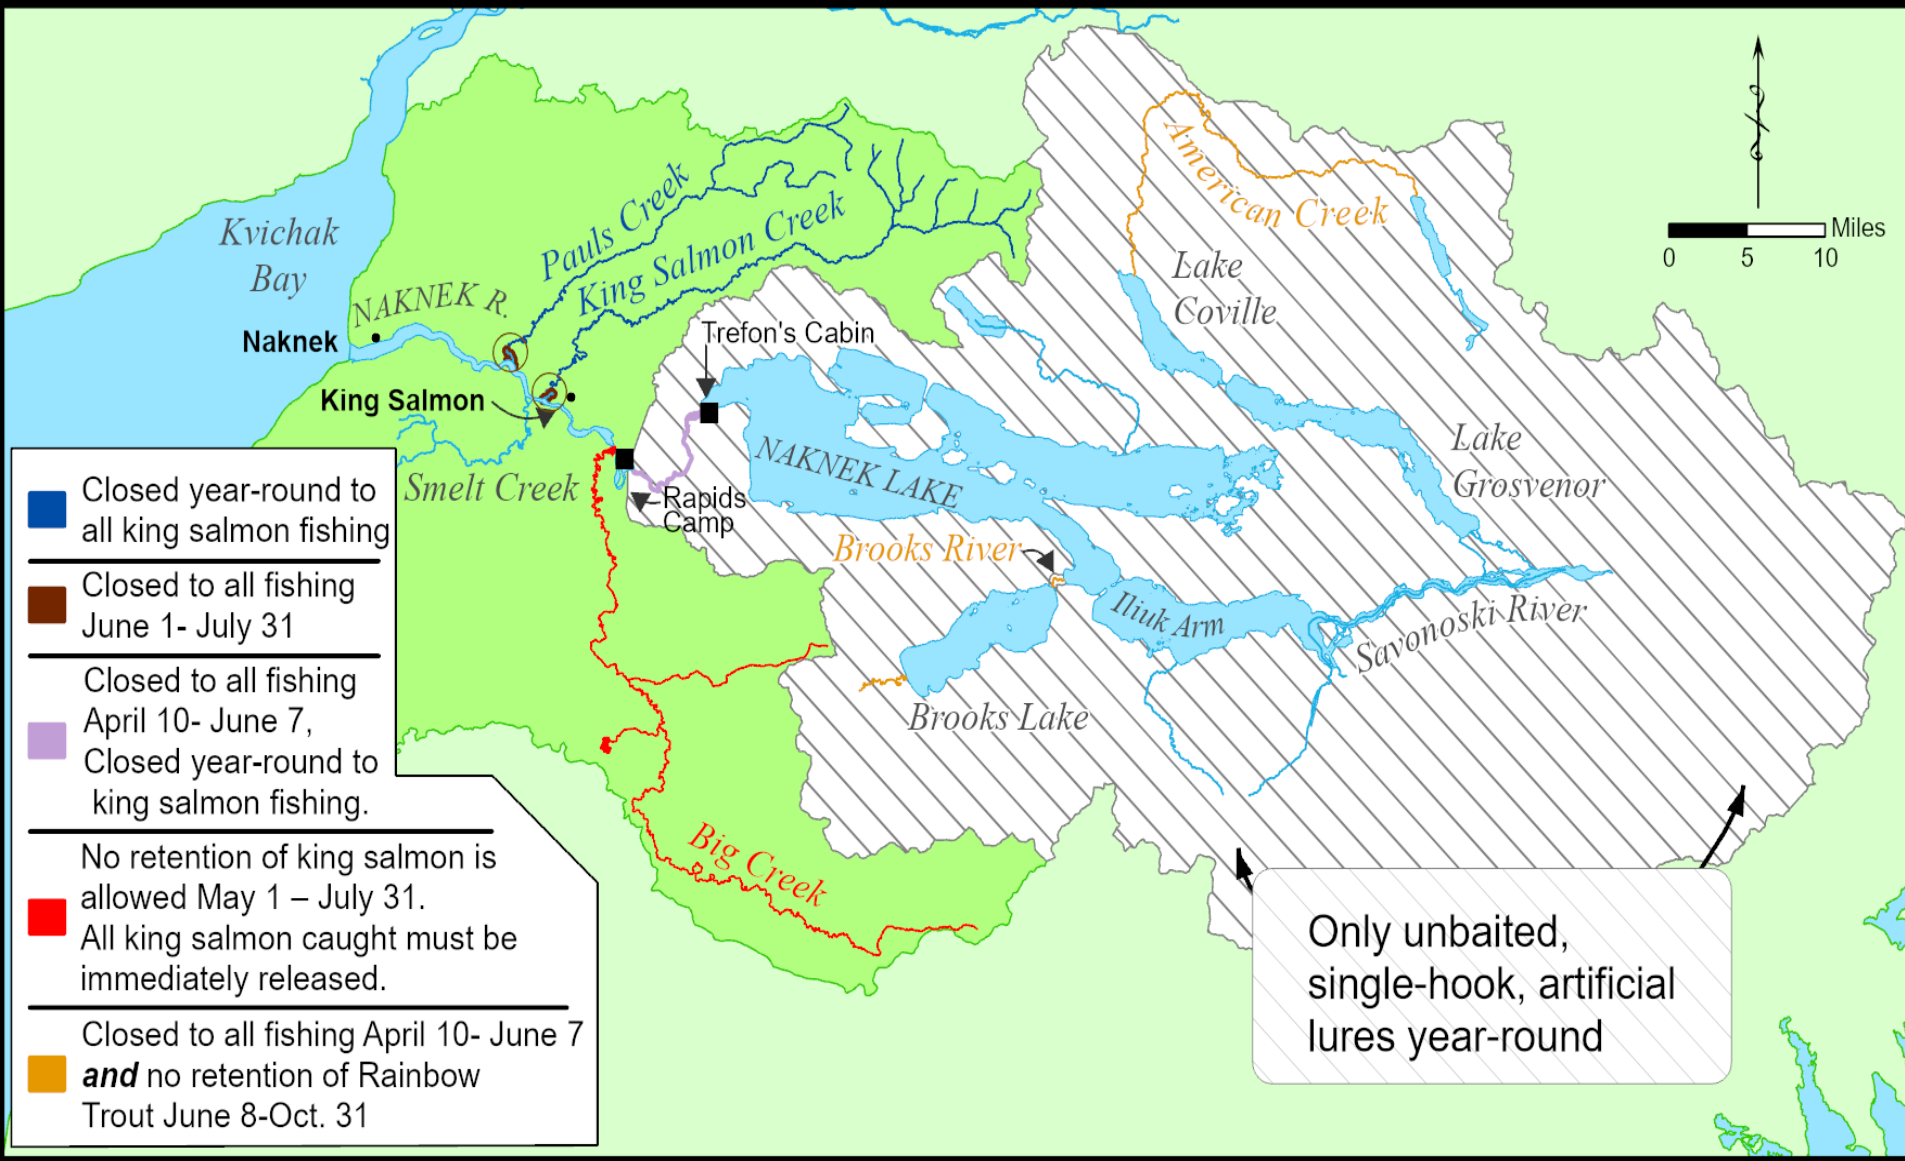 Kvichak
Bay
NAKNEK R.
Naknek
King Salmon
Pauls Creek
King Salmon Creek
Smelt Creek
Trefon's Cabin
Rapids
Camp
NAKNEK LAKE
Brooks River
Brooks Lake
Iliuk Arm
Savonoski River
American Creek
Lake
Coville
Lake
Grosvenor
Big Creek
Miles
0 5 10
Closed year-round to
all king salmon fishing
Closed to all fishing
June 1- July 31
Closed to all fishing
April 10- June 7,
Closed year-round to
king salmon fishing.
No retention of king salmon is
allowed May 1 – July 31.
All king salmon caught must be
immediately released.
Closed to all fishing April 10- June 7
and no retention of Rainbow
Trout June 8-Oct. 31
Only unbaited,
single-hook, artificial
lures year-round